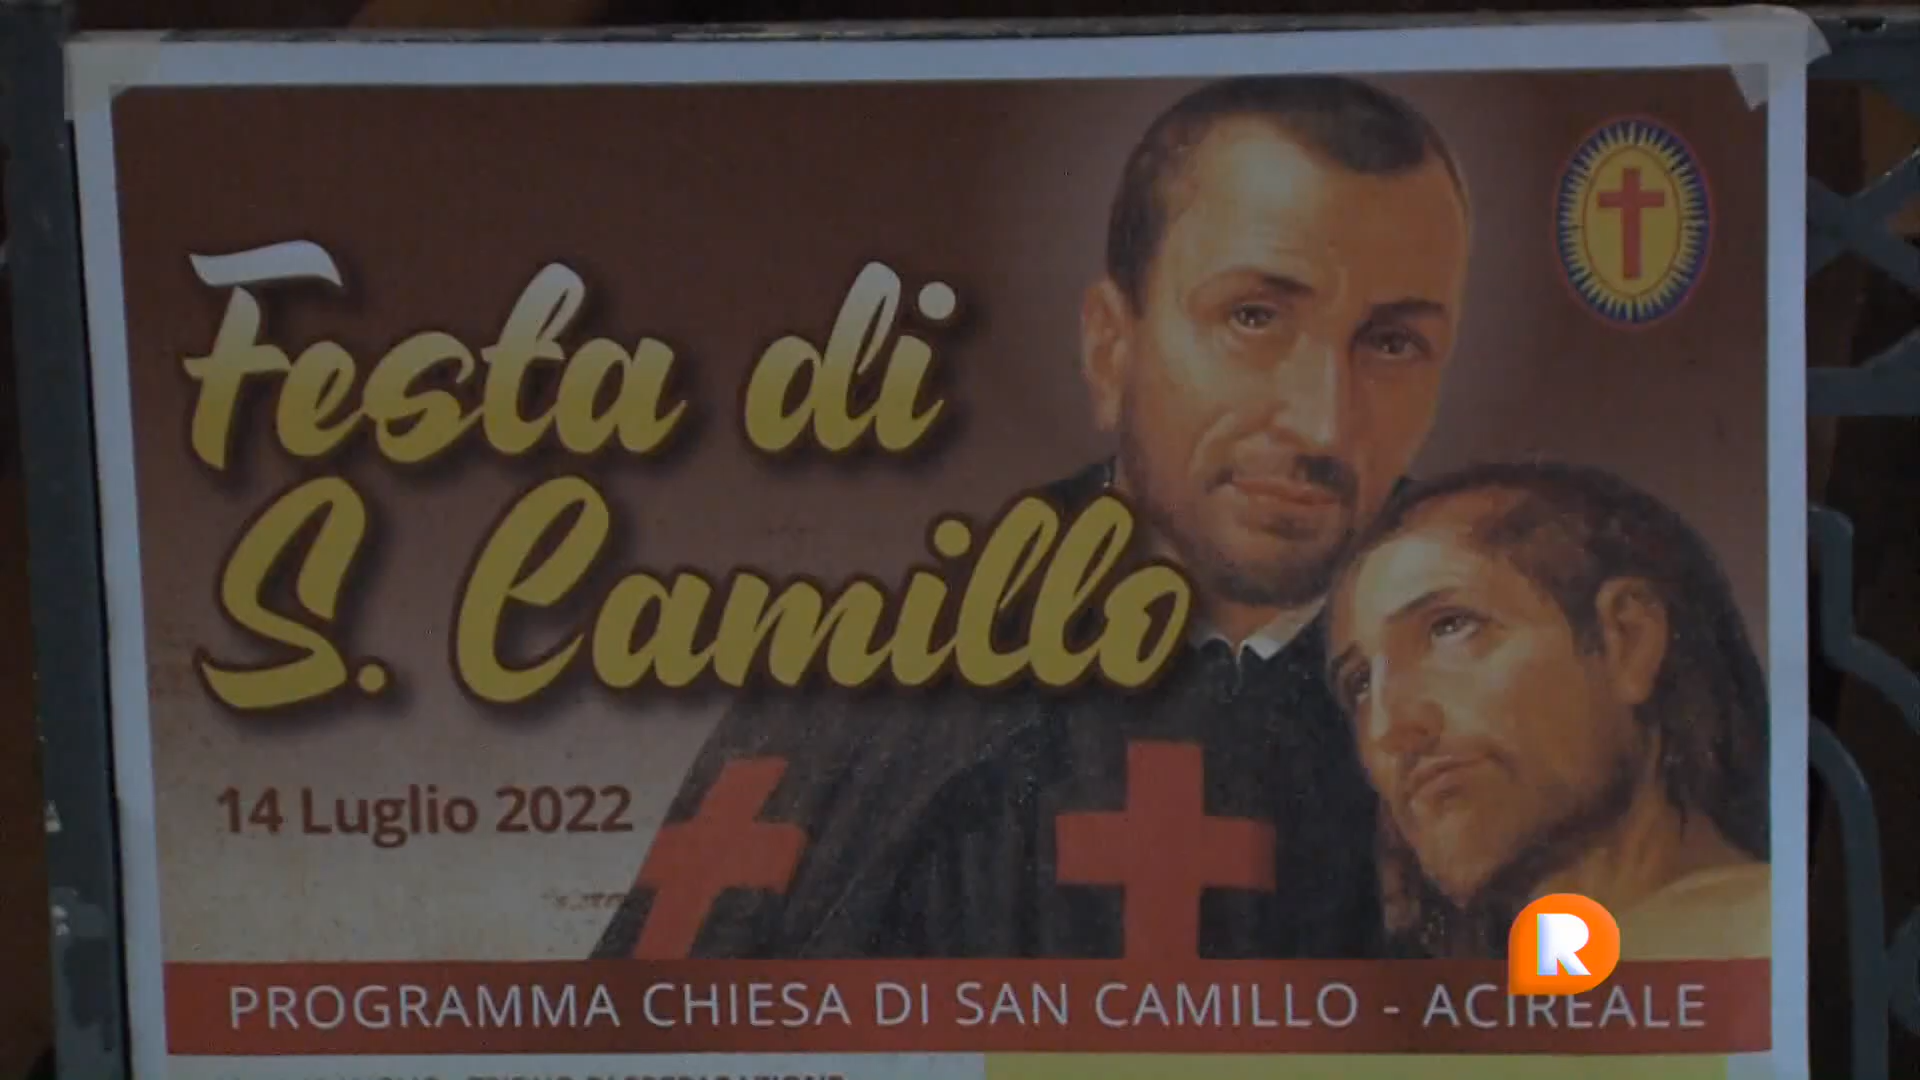 Festa di
S. Camillo
14 Luglio 2022
R
PROGRAMMA CHIESA DI SAN CAMILLO - ACIREALE